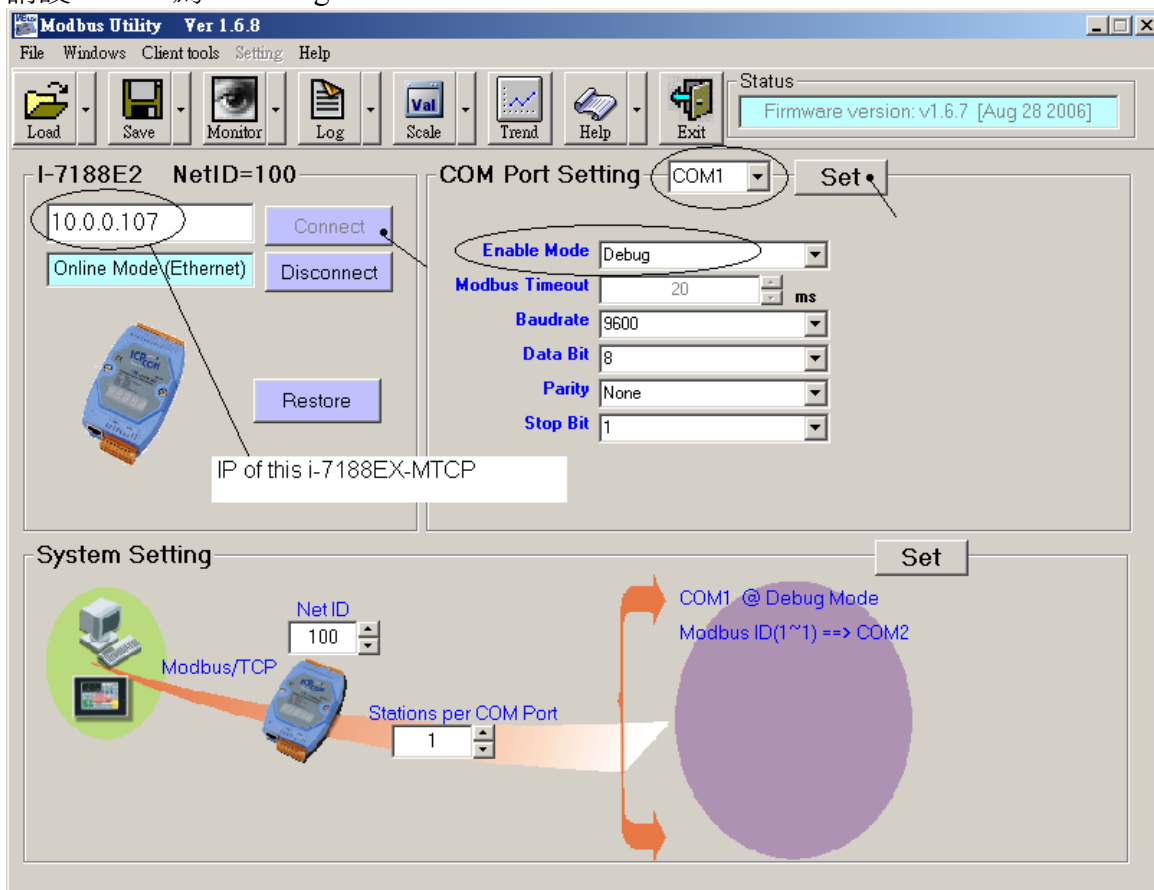 Modbus Utility Ver 1.6.8
File Windows Client tools Setting Help
Load Save Monitor Log Scale Trend Help Exit
Val
Status
Firmware version: v1.6.7 [Aug 28 2006]
I-7188E2 NetID=100
10.0.0.107
Connect
Online Mode (Ethernet)
Disconnect
Restore
IP of this i-7188EX-MTCP
COM Port Setting COM1 Set
Enable Mode Debug
Modbus Timeout 20 ms
Baudrate 9600
Data Bit 8
Parity None
Stop Bit 1
System Setting
Set
Net ID
100
Modbus/TCP
Stations per COM Port
1
COM1 @ Debug Mode
Modbus ID(1~1) ==> COM2